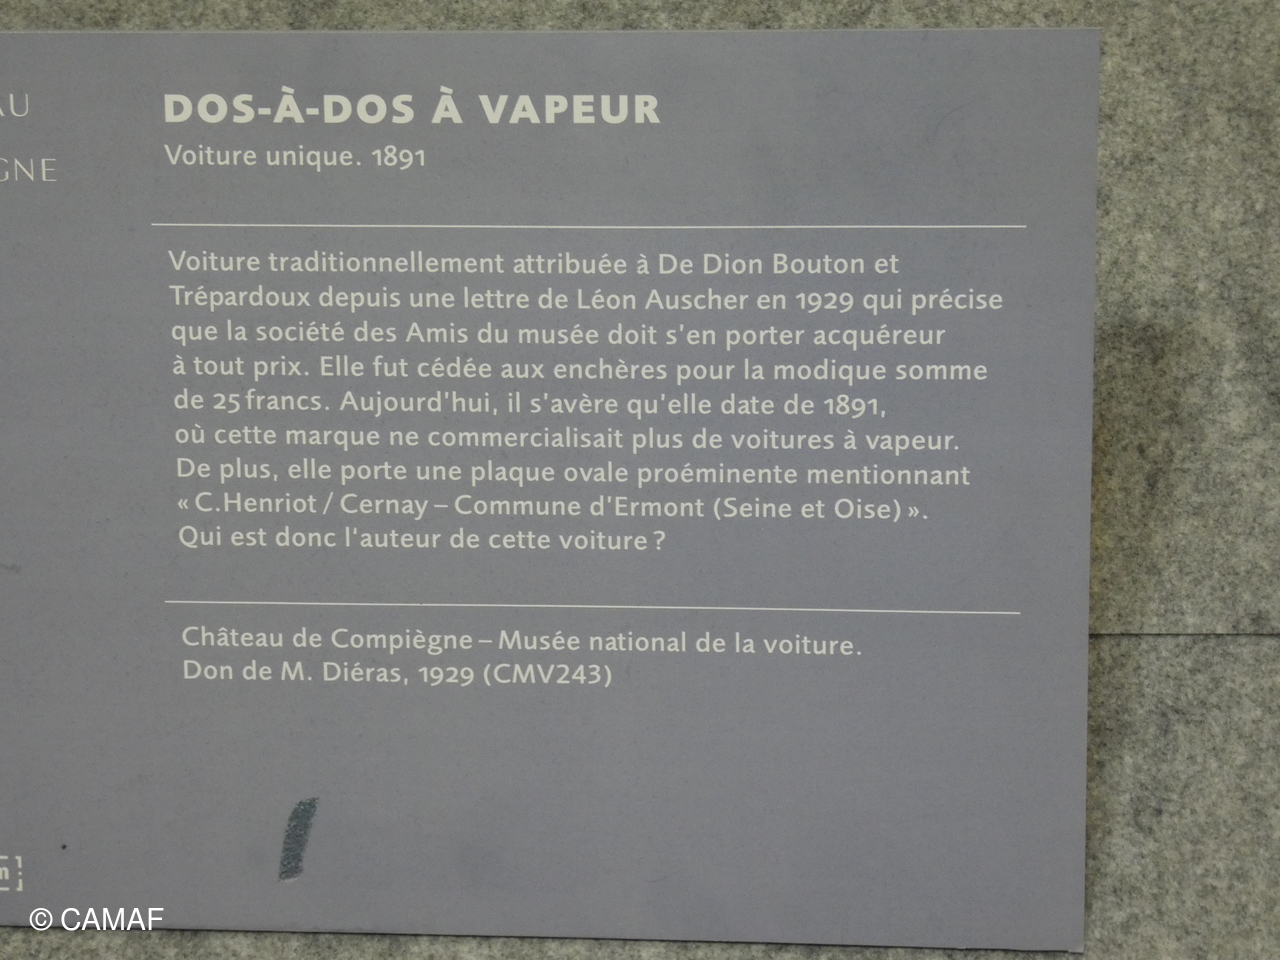 AU
GNE
DOS-À-DOS À VAPEUR
Voiture unique. 1891
Voiture traditionnellement attribuée à De Dion Bouton et
Trépardoux depuis une lettre de Léon Auscher en 1929 qui précise
que la société des Amis du musée doit s'en porter acquéreur
à tout prix. Elle fut cédée aux enchères pour la modique somme
de 25 francs. Aujourd'hui, il s'avère qu'elle date de 1891,
où cette marque ne commercialisait plus de voitures à vapeur.
De plus, elle porte une plaque ovale proéminente mentionnant
« C.Henriot / Cernay – Commune d'Ermont (Seine et Oise) ».
Qui est donc l'auteur de cette voiture ?
Château de Compiègne – Musée national de la voiture.
Don de M. Diéras, 1929 (CMV243)
© CAMAF